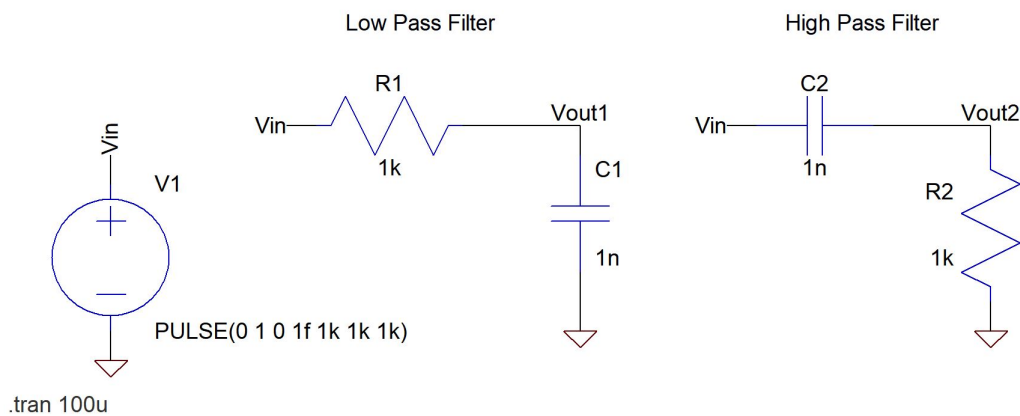 Low Pass Filter
High Pass Filter
R1
C2
Vin
Vout1
Vin
Vout2
Vin
1k
1n
V1
C1
R2
1n
1k
PULSE(0 1 0 1f 1k 1k 1k)
.tran 100u